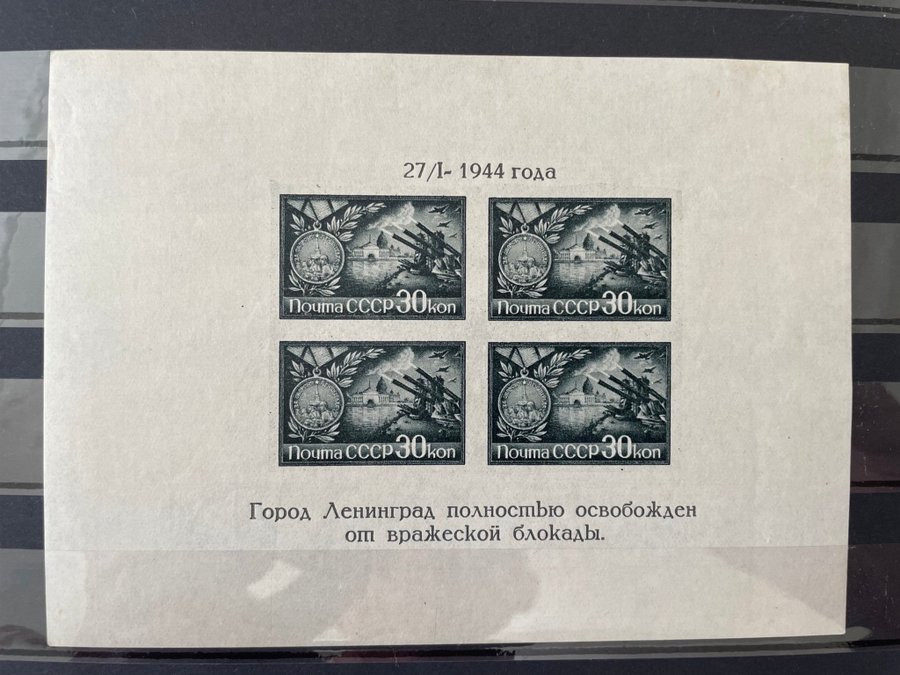 27/I- 1944 года
Почта СССР 30 коп
Почта СССР 30 коп
Почта СССР 30 коп
Почта СССР 30 коп
Город Ленинград полностью освобожден
от вражеской блокады.